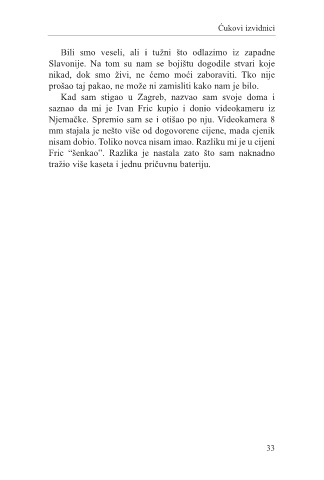 Ćukovi izvidnici
Bili smo veseli, ali i tužni što odlazimo iz zapadne
Slavonije. Na tom su nam se bojištu dogodile stvari koje
nikad, dok smo živi, ne ćemo moći zaboraviti. Tko nije
prošao taj pakao, ne može ni zamisliti kako nam je bilo.
Kad sam stigao u Zagreb, nazvao sam svoje doma i
saznao da mi je Ivan Fric kupio i donio videokameru iz
Njemačke. Spremio sam se i otišao po nju. Videokamera 8
mm stajala je nešto više od dogovorene cijene, mada cjenik
nisam dobio. Toliko novca nisam imao. Razliku mi je u cijeni
Fric “šenkao”. Razlika je nastala zato što sam naknadno
tražio više kaseta i jednu pričuvnu bateriju.
33